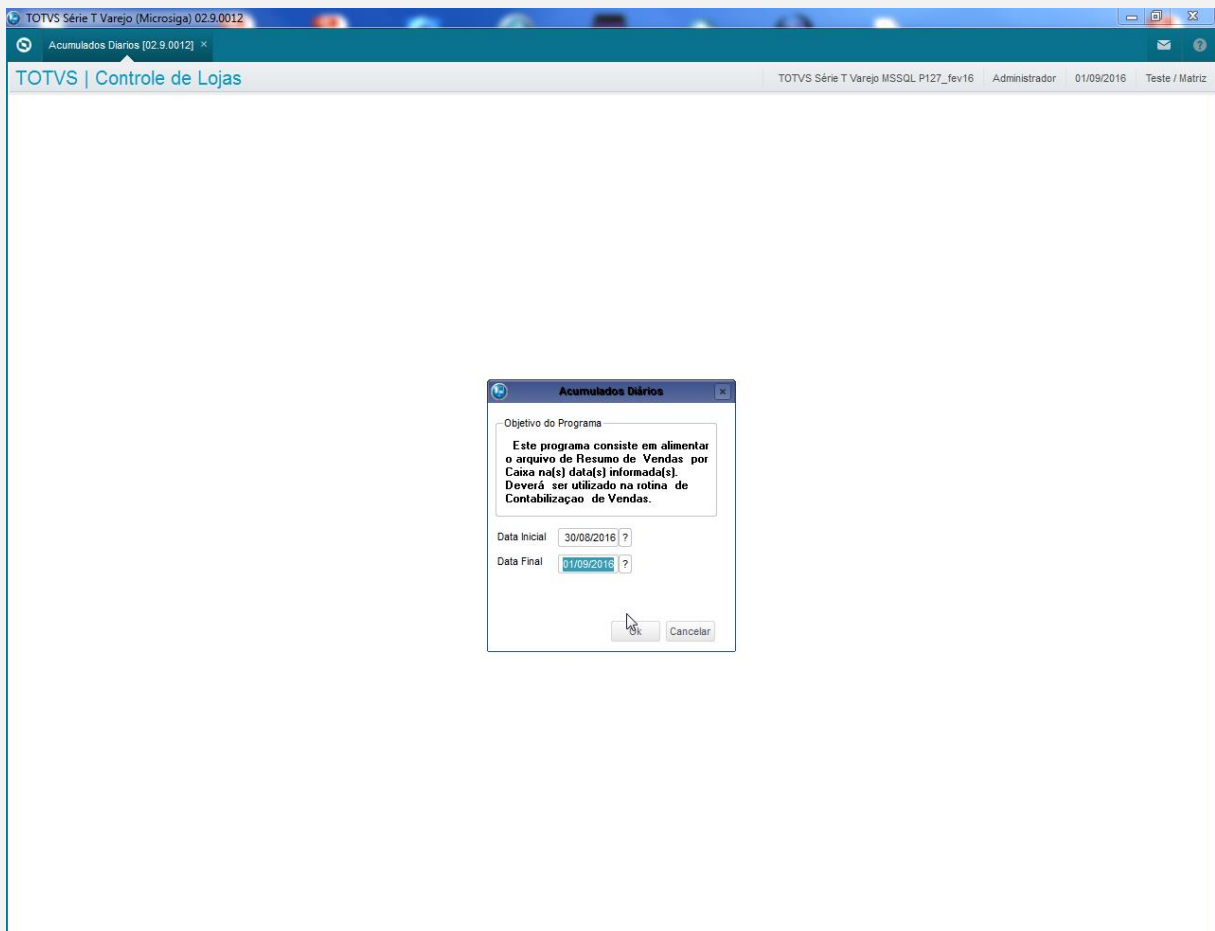 TOTVS Série T Varejo (Microsiga) 02.9.0012
Acumulados Diarios [02.9.0012] ×
TOTVS | Controle de Lojas
TOTVS Série T Varejo MSSQL P127_fev16 Administrador 01/09/2016 Teste / Matriz
Acumulados Diários
Objetivo do Programa
Este programa consiste em alimentar
o arquivo de Resumo de Vendas por
Caixa na(s) data(s) informada(s).
Deverá ser utilizado na rotina de
Contabilizaçao de Vendas.
Data Inicial 30/08/2016 ?
Data Final 01/09/2016 ?
Ok Cancelar